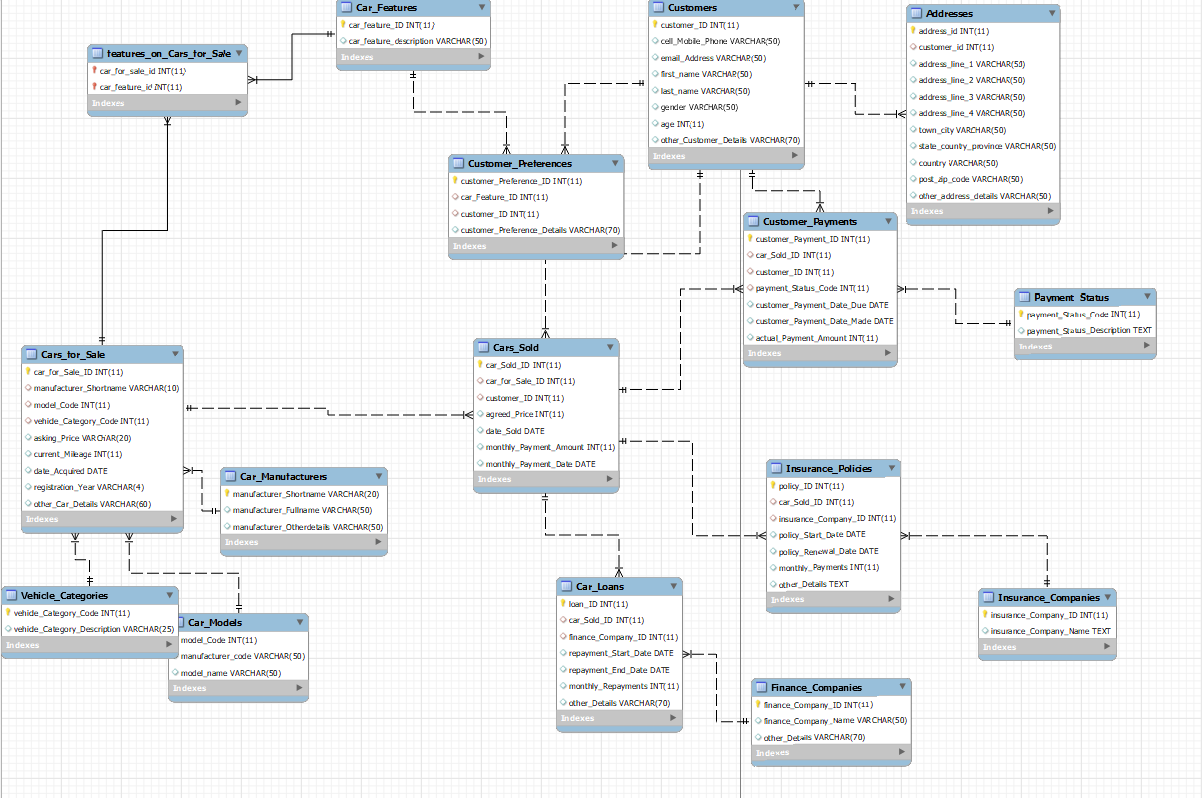 Car_Features
car_feature_ID INT(11)
car_feature_description VARCHAR(50)
Indexes
Customers
customer_ID INT(11)
cell_Mobile_Phone VARCHAR(50)
email_Address VARCHAR(50)
first_name VARCHAR(50)
last_name VARCHAR(50)
gender VARCHAR(50)
age INT(11)
other_Customer_Details VARCHAR(70)
Indexes
Addresses
address_id INT(11)
customer_id INT(11)
address_line_1 VARCHAR(50)
address_line_2 VARCHAR(50)
address_line_3 VARCHAR(50)
address_line_4 VARCHAR(50)
town_city VARCHAR(50)
state_country_province VARCHAR(50)
country VARCHAR(50)
post_zip_code VARCHAR(50)
other_address_details VARCHAR(50)
Indexes
features_on_Cars_for_Sale
car_for_sale_id INT(11)
car_feature_id INT(11)
Indexes
Customer_Preferences
customer_Preference_ID INT(11)
car_Feature_ID INT(11)
customer_ID INT(11)
customer_Preference_Details VARCHAR(70)
Indexes
Customer_Payments
customer_Payment_ID INT(11)
car_Sold_ID INT(11)
customer_ID INT(11)
payment_Status_Code INT(11)
customer_Payment_Date_Due DATE
customer_Payment_Date_Made DATE
actual_Payment_Amount INT(11)
Indexes
Payment_Status
payment_Status_Code INT(11)
payment_Status_Description TEXT
Indexes
Cars_for_Sale
car_for_Sale_ID INT(11)
manufacturer_Shortname VARCHAR(10)
model_Code INT(11)
vehicle_Category_Code INT(11)
asking_Price VARCHAR(20)
current_Mileage INT(11)
date_Acquired DATE
registration_Year VARCHAR(4)
other_Car_Details VARCHAR(60)
Indexes
Cars_Sold
car_Sold_ID INT(11)
car_for_Sale_ID INT(11)
customer_ID INT(11)
agreed_Price INT(11)
date_Sold DATE
monthly_Payment_Amount INT(11)
monthly_Payment_Date DATE
Indexes
Car_Manufacturers
manufacturer_Shortname VARCHAR(20)
manufacturer_Fullname VARCHAR(50)
manufacturer_Otherdetails VARCHAR(50)
Indexes
Insurance_Policies
policy_ID INT(11)
car_Sold_ID INT(11)
insurance_Company_ID INT(11)
policy_Start_Date DATE
policy_Renewal_Date DATE
monthly_Payments INT(11)
other_Details TEXT
Indexes
Vehicle_Categories
vehicle_Category_Code INT(11)
vehicle_Category_Description VARCHAR(25)
Indexes
Car_Models
model_Code INT(11)
manufacturer_code VARCHAR(50)
model_name VARCHAR(50)
Indexes
Car_Loans
loan_ID INT(11)
car_Sold_ID INT(11)
finance_Company_ID INT(11)
repayment_Start_Date DATE
repayment_End_Date DATE
monthly_Repayments INT(11)
other_Details VARCHAR(70)
Indexes
Insurance_Companies
insurance_Company_ID INT(11)
insurance_Company_Name TEXT
Indexes
Finance_Companies
finance_Company_ID INT(11)
finance_Company_Name VARCHAR(50)
other_Details VARCHAR(70)
Indexes